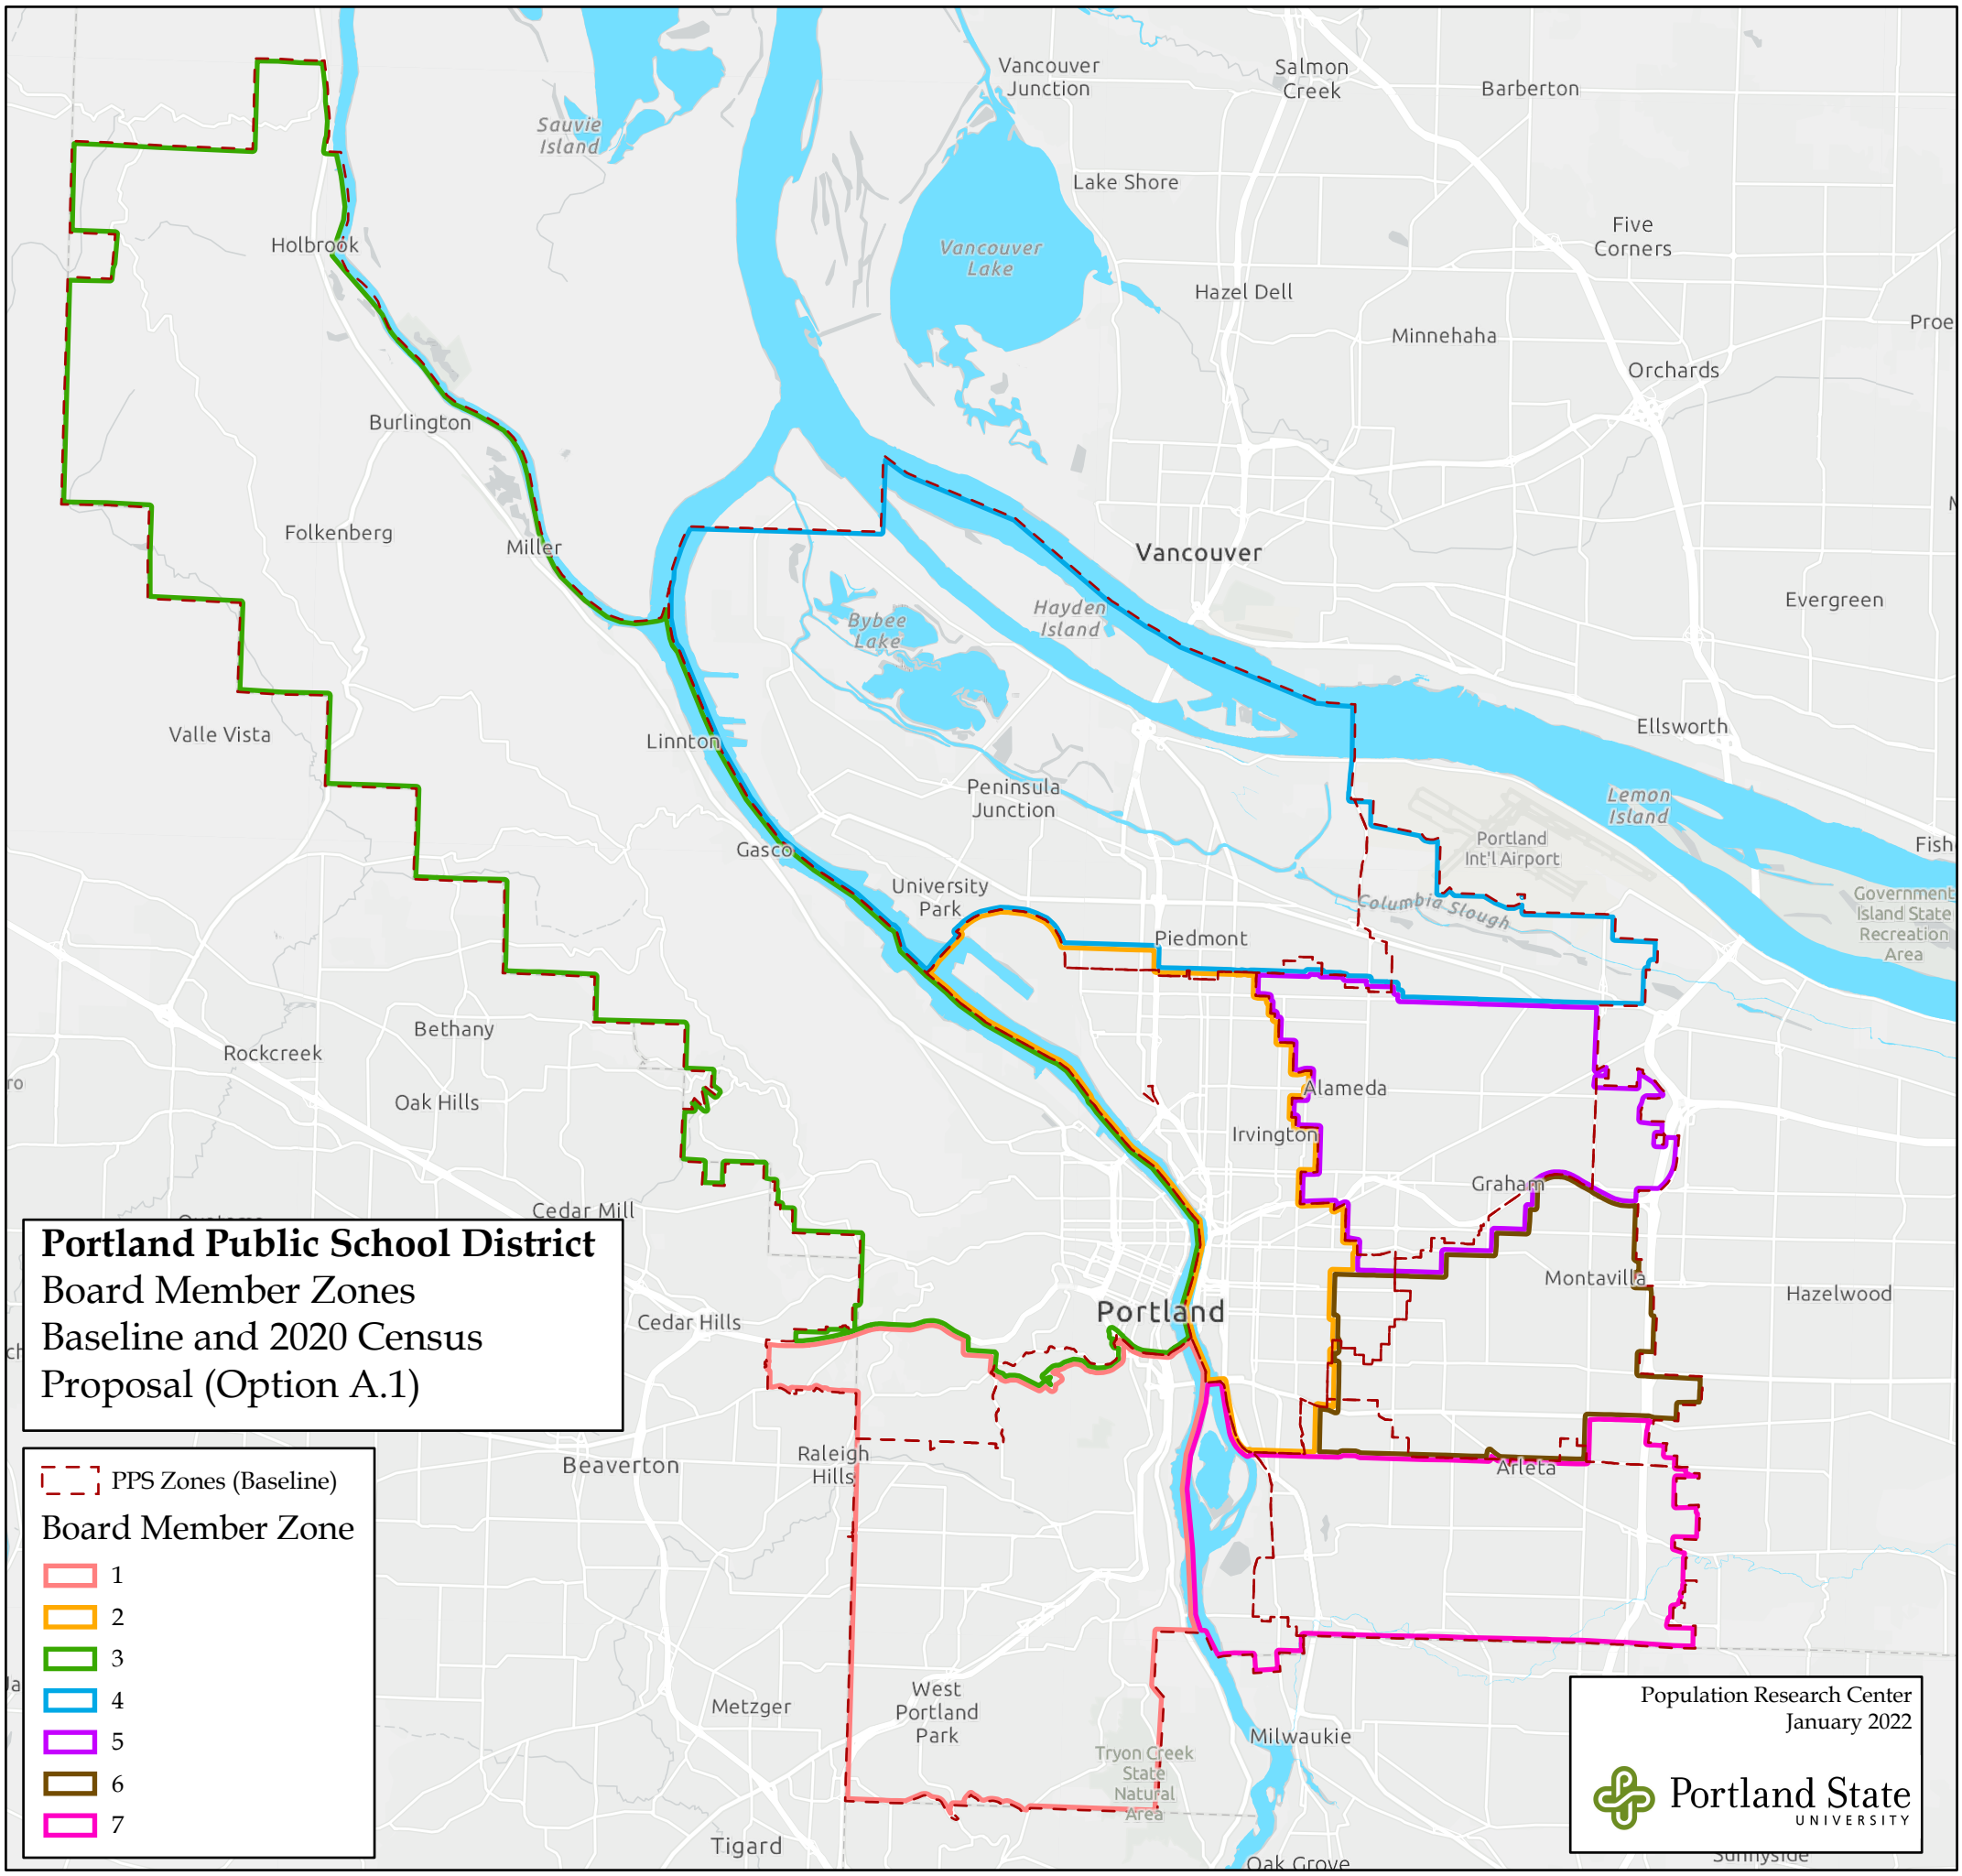 Vancouver
Junction
Salmon
Creek
Barberton
Sauvie
Island
Lake Shore
Five
Corners
Holbrook
Vancouver
Lake
Hazel Dell
Minnehaha
Proe
Orchards
Burlington
Folkenberg
Miller
Vancouver
Evergreen
Hayden
Island
Bybee
Lake
Valle Vista
Linnton
Ellsworth
Peninsula
Junction
Lemon
Island
Portland
Int'l Airport
Gasco
Fish
University
Park
Columbia Slough
Government
Island State
Recreation
Area
Piedmont
Bethany
Rockcreek
ro
Oak Hills
Alameda
Irvington
Graham
Cedar Mill
Montavilla
Hazelwood
Portland
Cedar Hills
Portland Public School District
Board Member Zones
Baseline and 2020 Census
Proposal (Option A.1)
Raleigh
Hills
Beaverton
Arleta
PPS Zones (Baseline)
Board Member Zone
1
2
3
4
5
6
7
West
Portland
Park
Metzger
Tryon Creek
State
Natural
Area
Milwaukie
Tigard
Oak Grove
Sunnyside
Population Research Center
January 2022
Portland State
UNIVERSITY